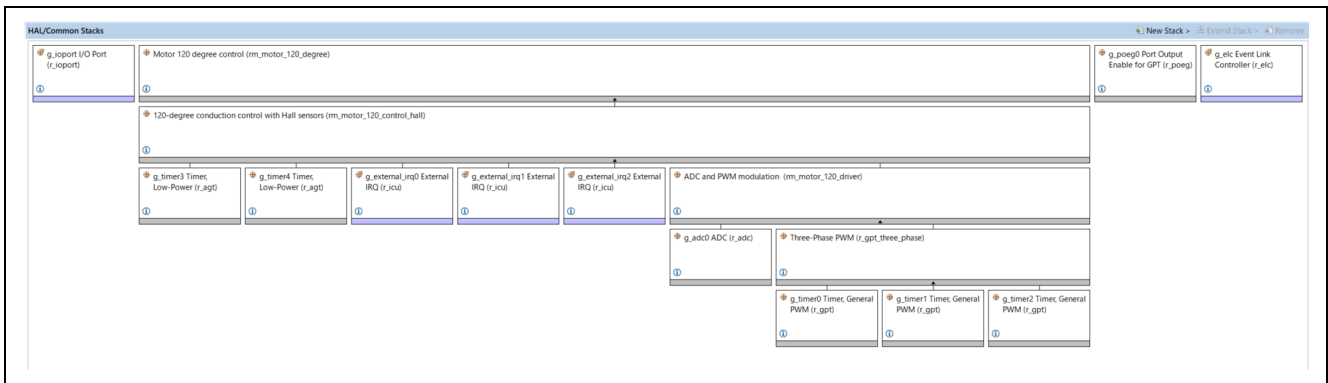 HAL/Common Stacks
New Stack >
Extend Stack >
Remove
g_ioport I/O Port
(r_ioport)
Motor 120 degree control (rm_motor_120_degree)
g_poeg0 Port Output
Enable for GPT (r_poeg)
g_elc Event Link
Controller (r_elc)
120-degree conduction control with Hall sensors (rm_motor_120_control_hall)
g_timer3 Timer,
Low-Power (r_agt)
g_timer4 Timer,
Low-Power (r_agt)
g_external_irq0 External
IRQ (r_icu)
g_external_irq1 External
IRQ (r_icu)
g_external_irq2 External
IRQ (r_icu)
ADC and PWM modulation (rm_motor_120_driver)
g_adc0 ADC (r_adc)
Three-Phase PWM (r_gpt_three_phase)
g_timer0 Timer, General
PWM (r_gpt)
g_timer1 Timer, General
PWM (r_gpt)
g_timer2 Timer, General
PWM (r_gpt)